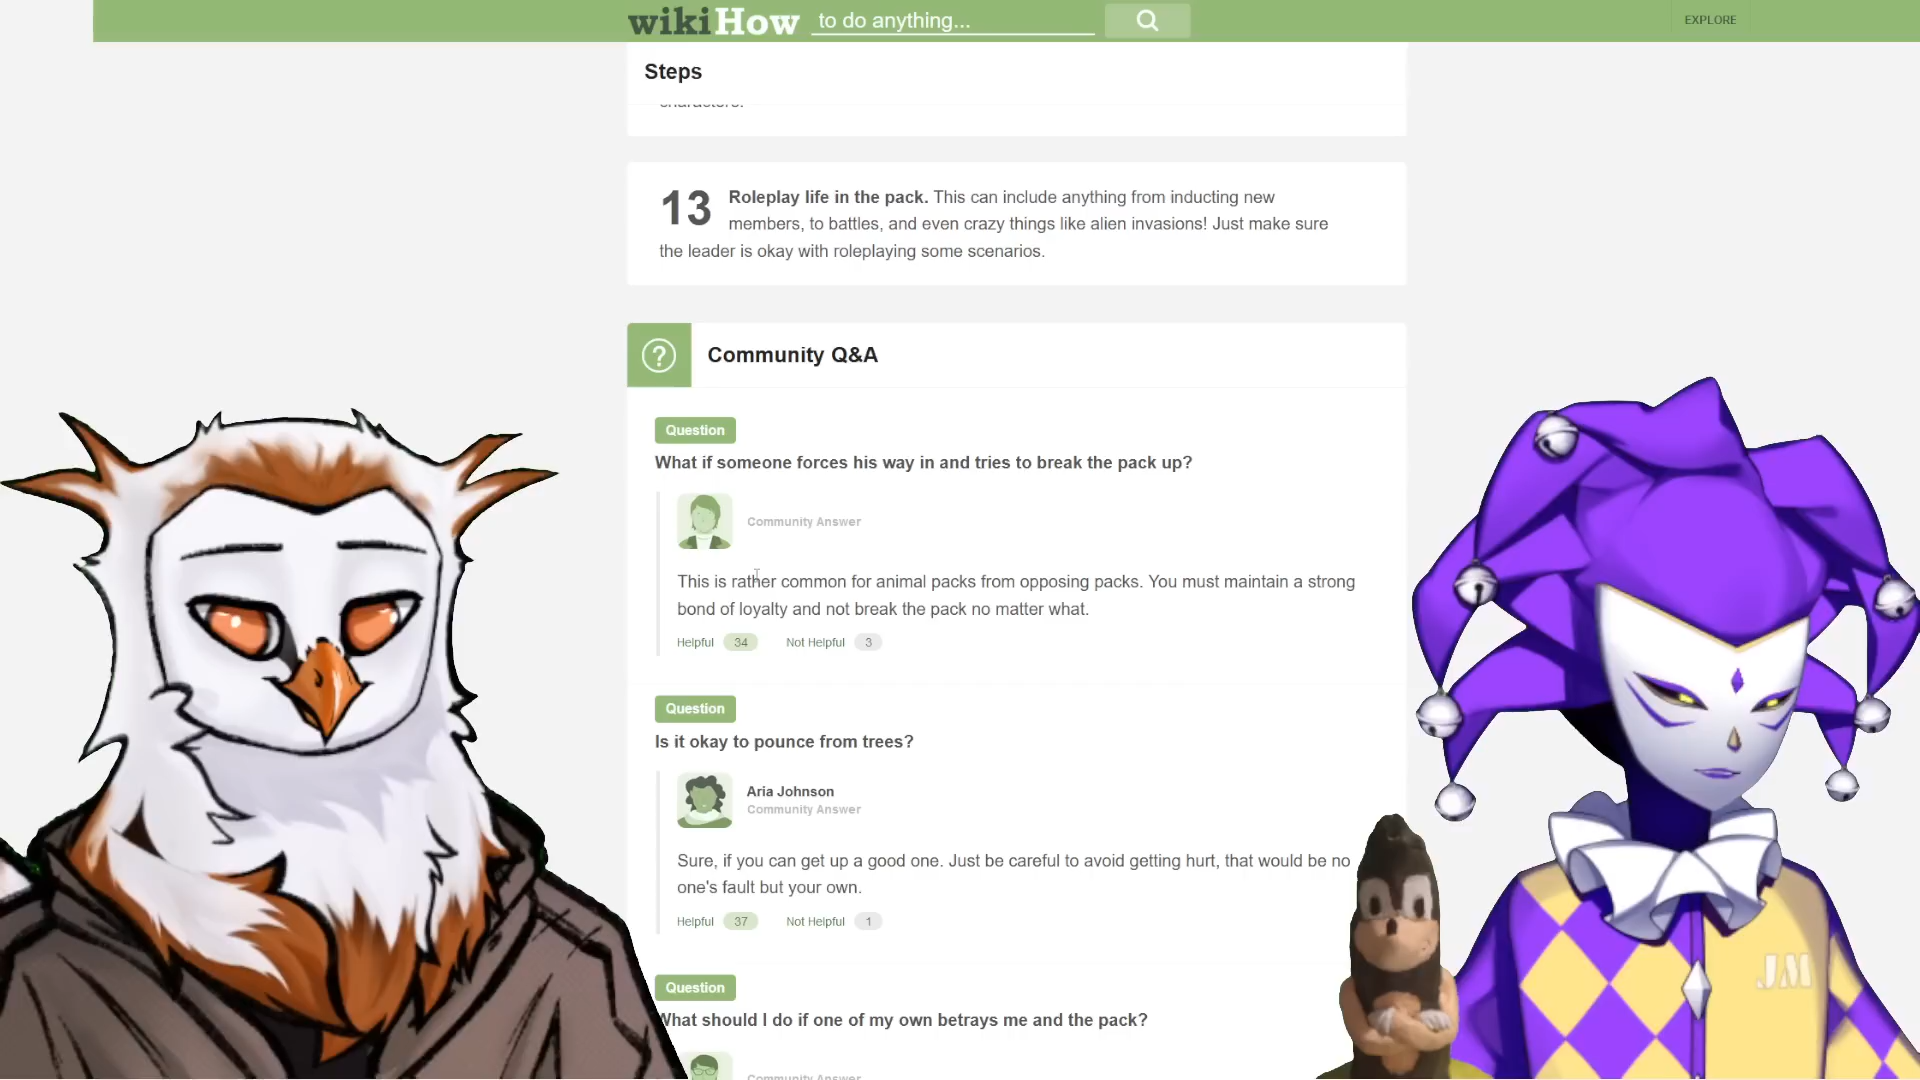 wikiHow to do anything...
EXPLORE
Steps
characters.
13 Roleplay life in the pack. This can include anything from inducting new
members, to battles, and even crazy things like alien invasions! Just make sure
the leader is okay with roleplaying some scenarios.
? Community Q&A
Question
What if someone forces his way in and tries to break the pack up?
Community Answer
This is rather common for animal packs from opposing packs. You must maintain a strong
bond of loyalty and not break the pack no matter what.
Helpful 34 Not Helpful 3
Question
Is it okay to pounce from trees?
Aria Johnson
Community Answer
Sure, if you can get up a good one. Just be careful to avoid getting hurt, that would be no
one's fault but your own.
Helpful 37 Not Helpful 1
JM
Question
What should I do if one of my own betrays me and the pack?
Community Answer